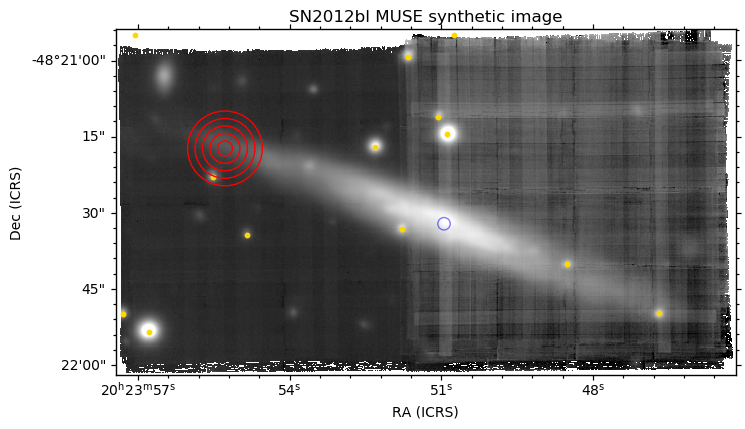 SN2012bl MUSE synthetic image
-48°21'00"
15"
30"
45"
22'00"
Dec (ICRS)
20ʰ23ᵐ57ˢ 54ˢ 51ˢ 48ˢ
RA (ICRS)